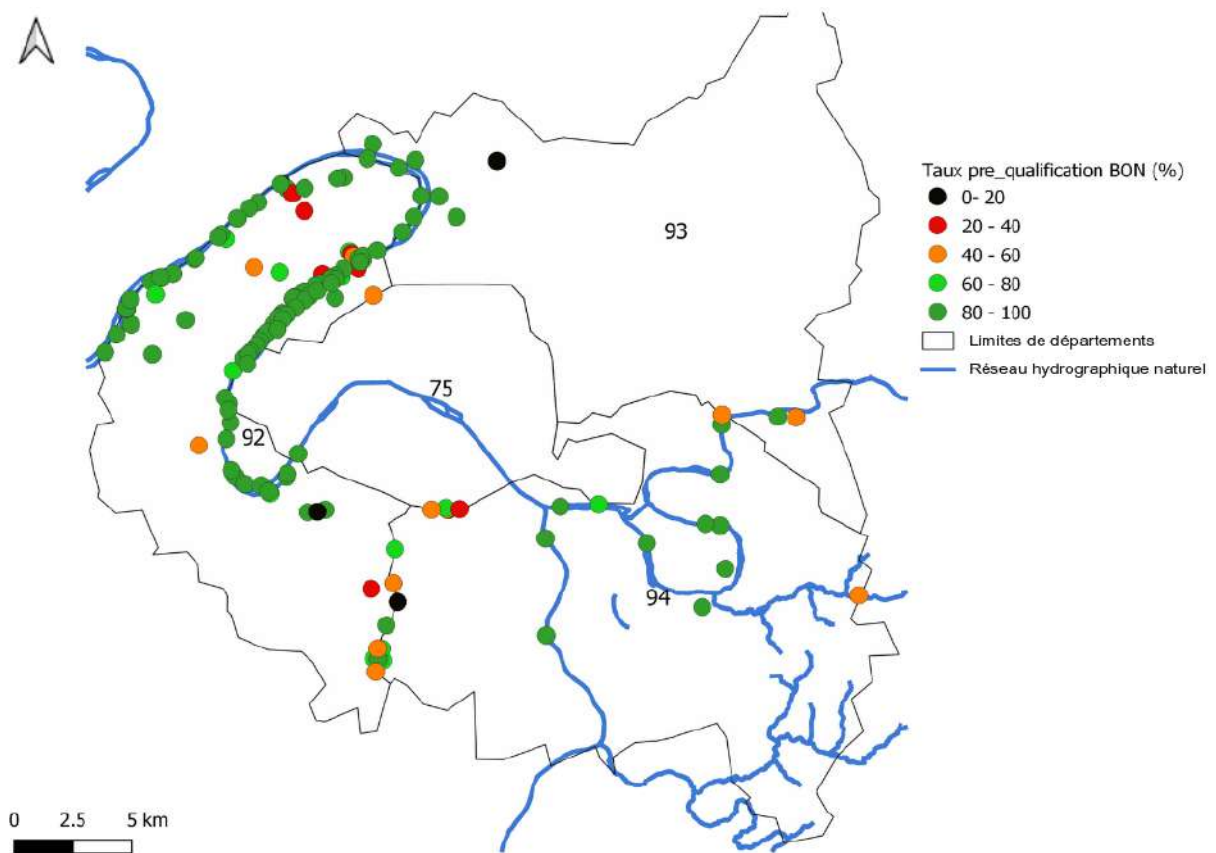 93
Taux pre_qualification BON (%)
0- 20
20 - 40
40 - 60
60 - 80
80 - 100
Limites de départements
Réseau hydrographique naturel
75
92
94
0 2.5 5 km